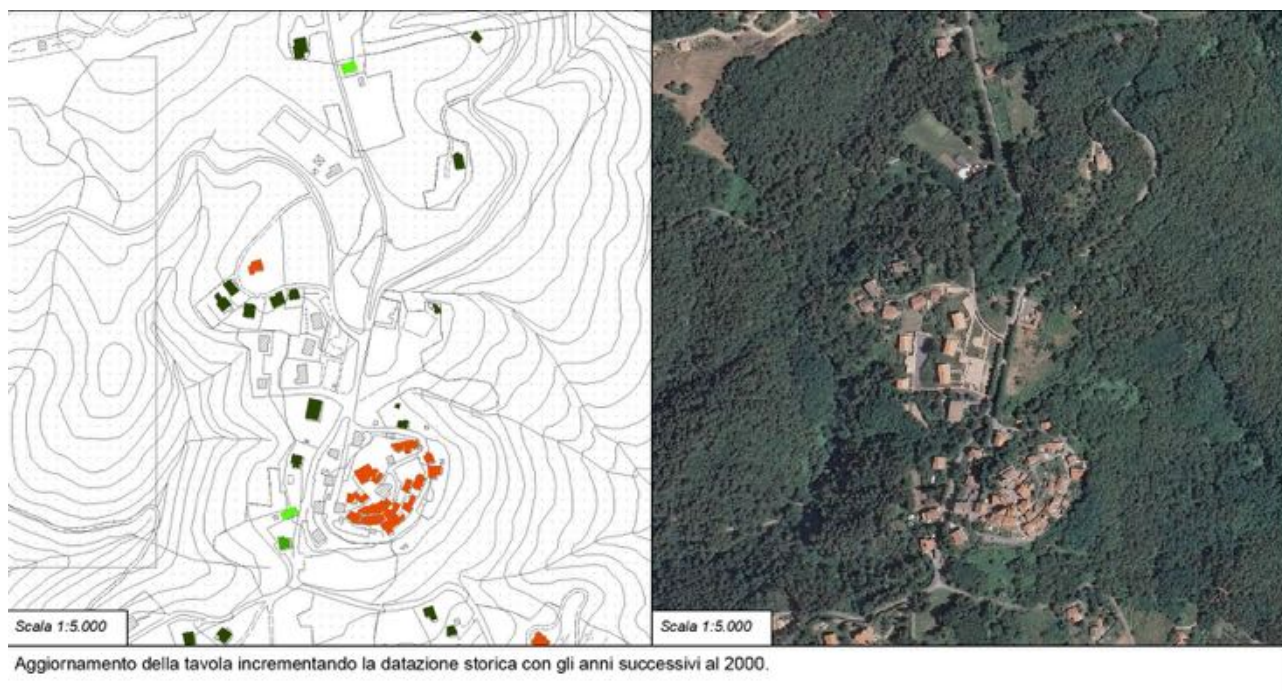 Scala 1:5.000
Scala 1:5.000
Aggiornamento della tavola incrementando la datazione storica con gli anni successivi al 2000.